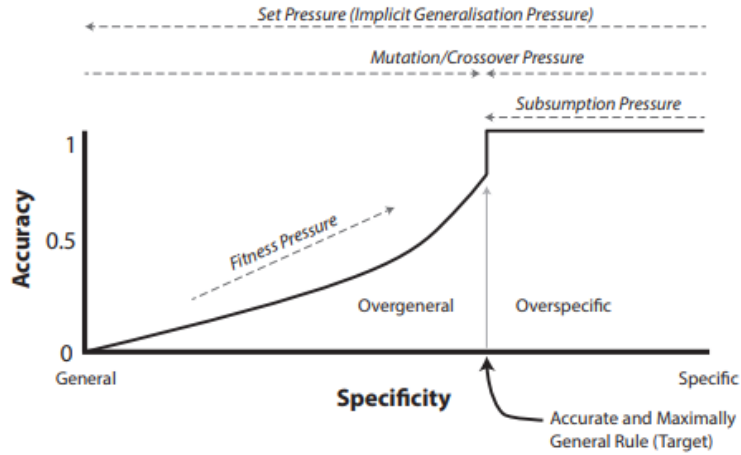 Set Pressure (Implicit Generalisation Pressure)
Mutation/Crossover Pressure
Subsumption Pressure
1
Accuracy
0.5
Fitness Pressure
Overgeneral
Overspecific
0
General
Specific
Specificity
Accurate and Maximally
General Rule (Target)